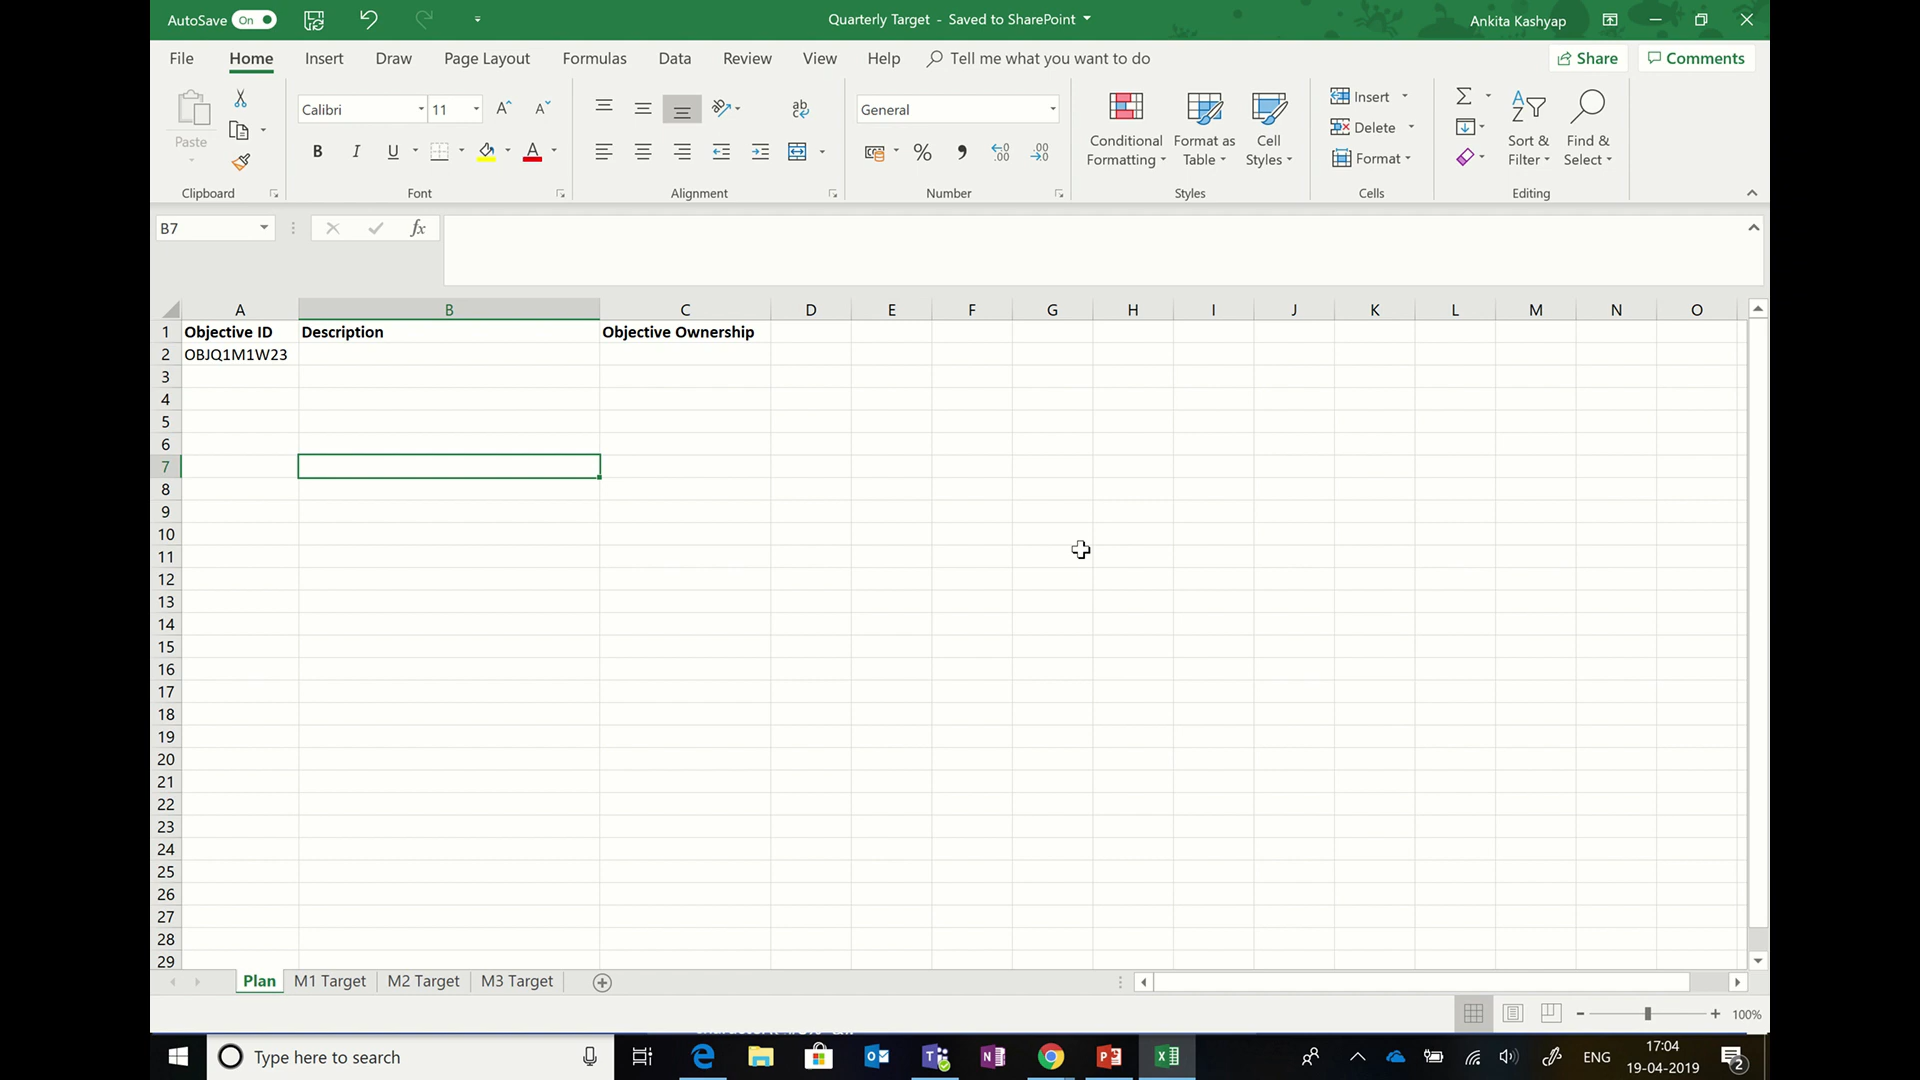 AutoSave On Quarterly Target - Saved to SharePoint Ankita Kashyap
File Home Insert Draw Page Layout Formulas Data Review View Help Tell me what you want to do Share Comments
Paste
Calibri 11
General
Conditional Formatting
Format as Table
Cell Styles
Insert
Delete
Format
Sort & Filter
Find & Select
Clipboard Font Alignment Number Styles Cells Editing
B7 fx
A B C D E F G H I J K L M N O
1 Objective ID Description Objective Ownership
2 OBJQ1M1W23
3
4
5
6
7
8
9
10
11
12
13
14
15
16
17
18
19
20
21
22
23
24
25
26
27
28
29
Plan M1 Target M2 Target M3 Target
100%
Type here to search
ENG
17:04
19-04-2019
2